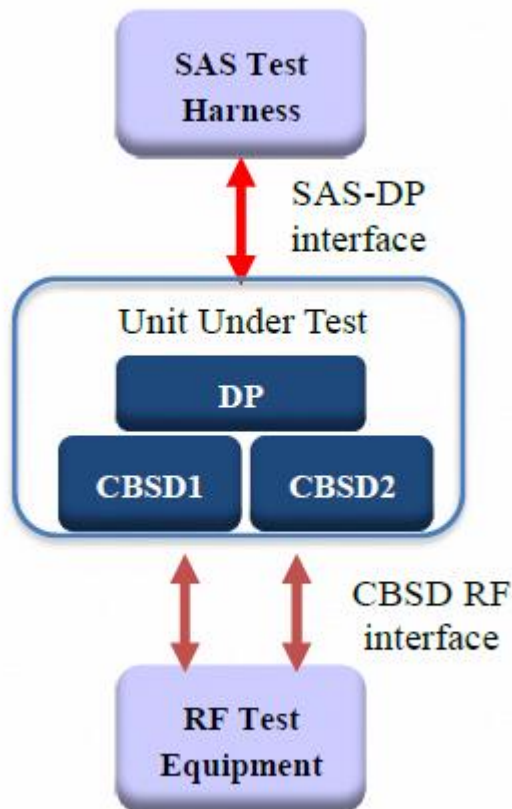 SAS Test
Harness
SAS-DP
interface
Unit Under Test
DP
CBSD1
CBSD2
CBSD RF
interface
RF Test
Equipment